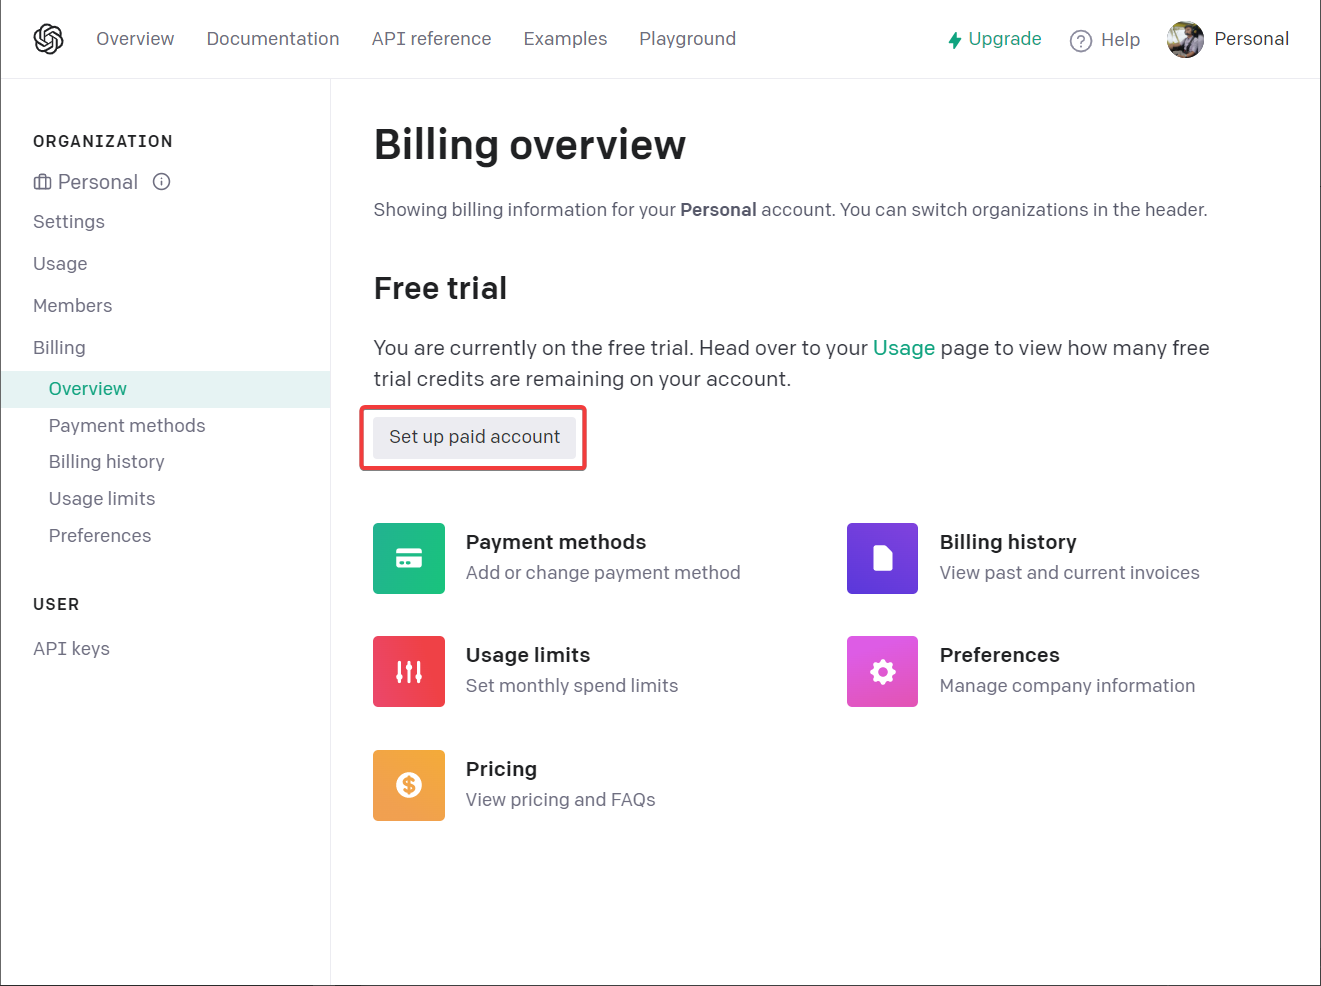 Overview Documentation API reference Examples Playground Upgrade Help Personal
ORGANIZATION
Personal
Settings
Usage
Members
Billing
Overview
Payment methods
Billing history
Usage limits
Preferences
USER
API keys
Billing overview
Showing billing information for your Personal account. You can switch organizations in the header.
Free trial
You are currently on the free trial. Head over to your Usage page to view how many free
trial credits are remaining on your account.
Set up paid account
Payment methods
Add or change payment method
Billing history
View past and current invoices
Usage limits
Set monthly spend limits
Preferences
Manage company information
Pricing
View pricing and FAQs